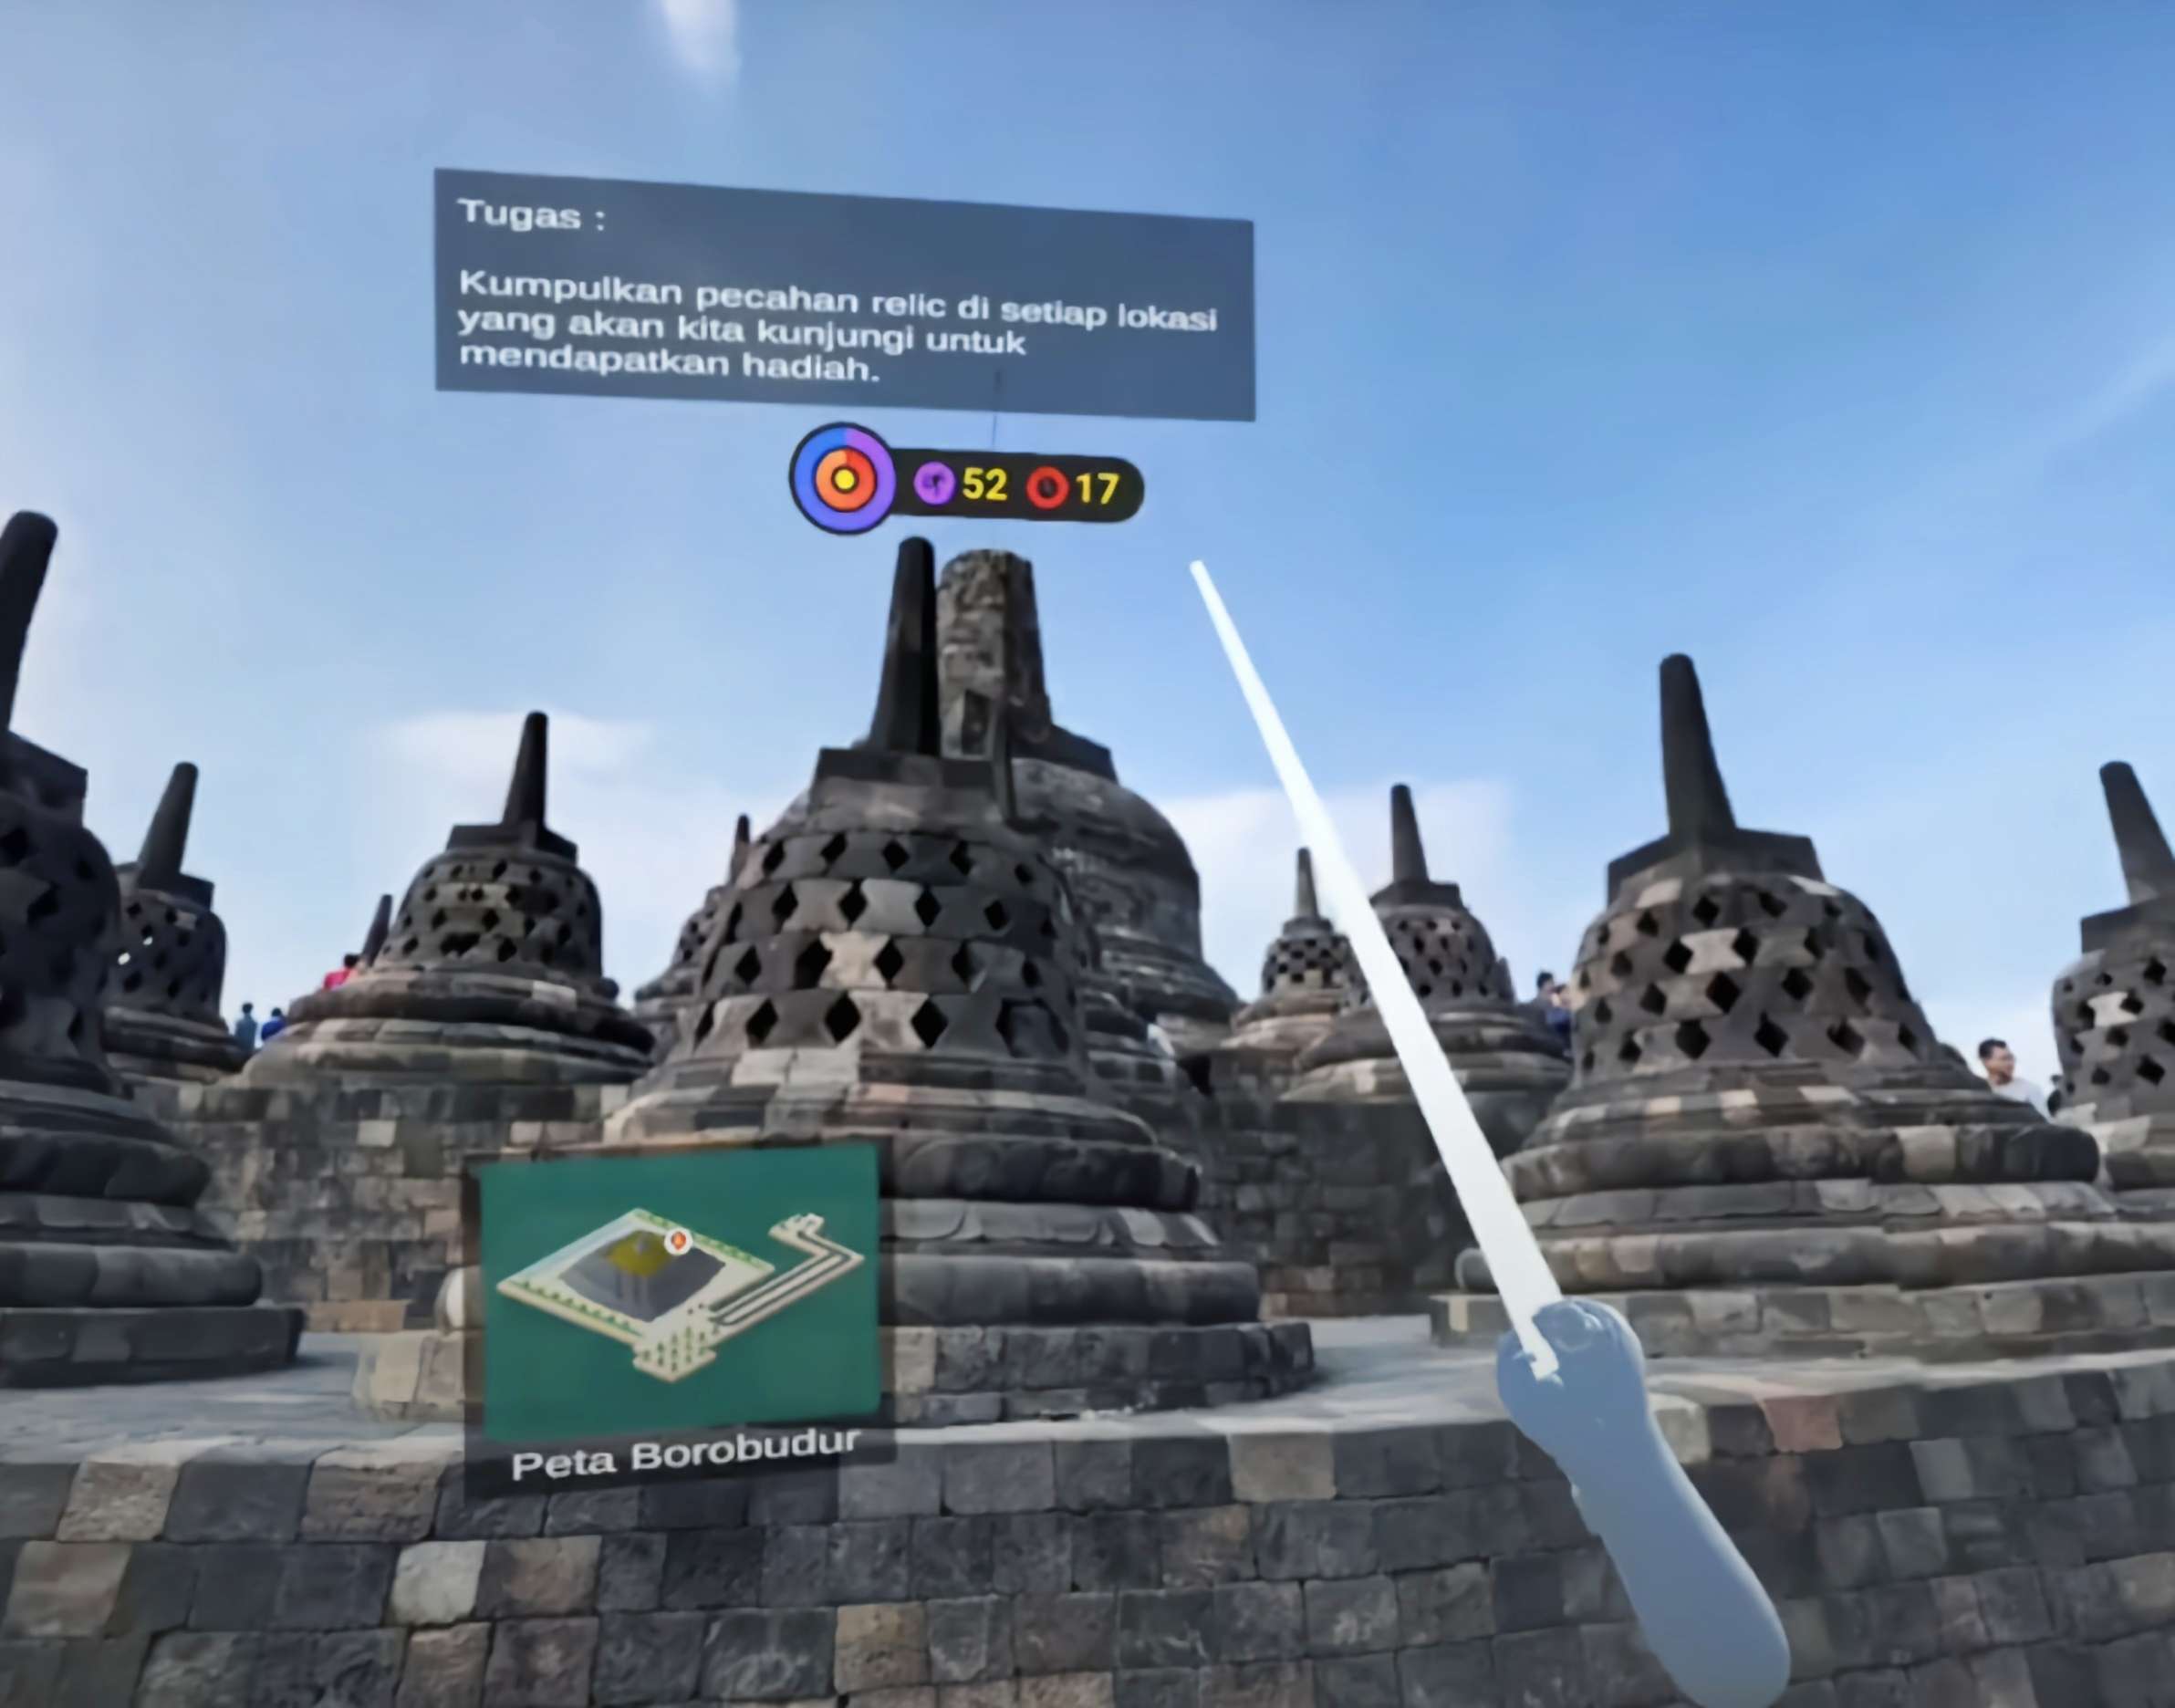 Tugas :
Kumpulkan pecahan relic di setiap lokasi
yang akan kita kunjungi untuk
mendapatkan hadiah.
52 17
Peta Borobudur